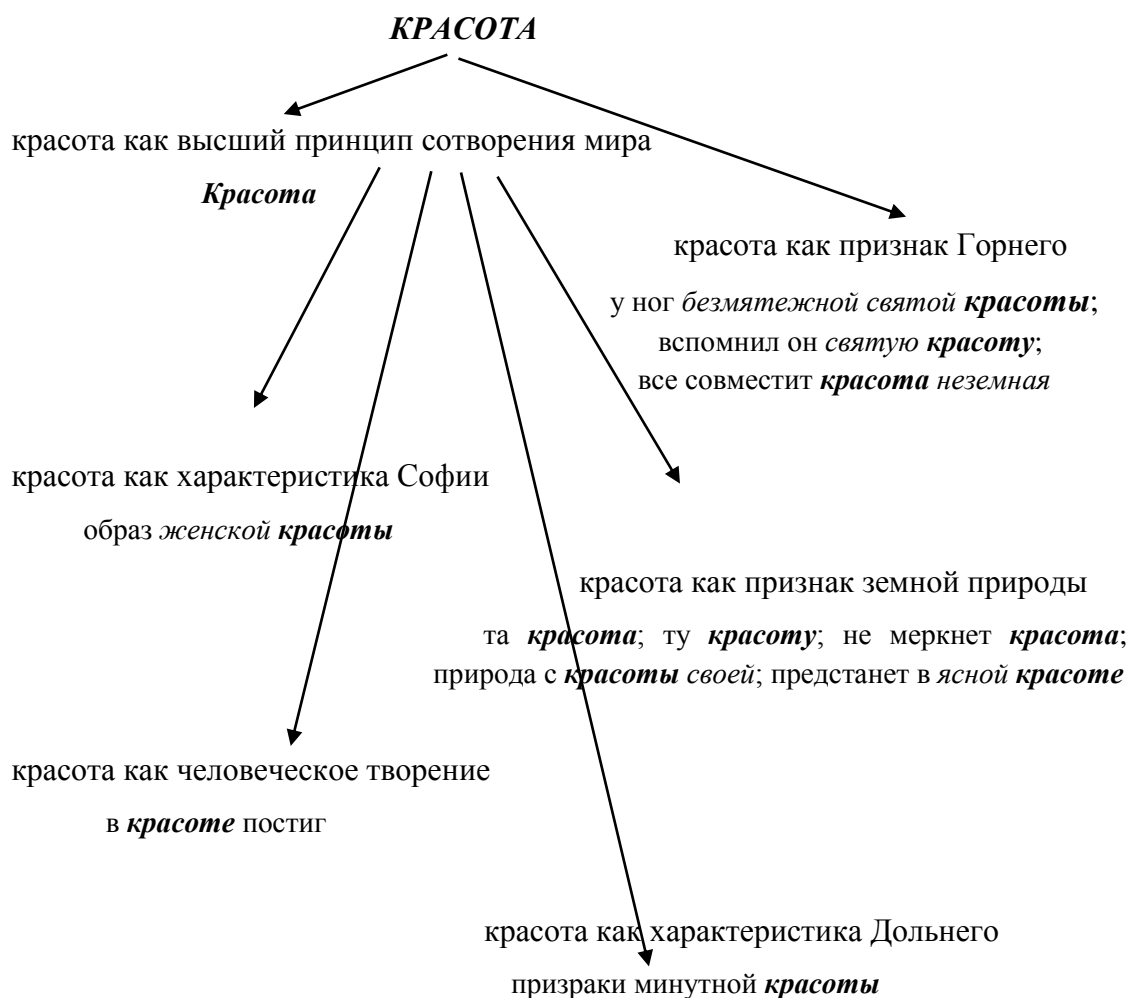 КРАСОТА
красота как высший принцип сотворения мира
Красота
красота как признак Горнего
у ног безмятежной святой красоты;
вспомнил он святую красоту;
все совместит красота неземная
красота как характеристика Софии
образ женской красоты
красота как признак земной природы
та красота; ту красоту; не меркнет красота;
природа с красоты своей; предстанет в ясной красоте
красота как человеческое творение
в красоте постиг
красота как характеристика Дольнего
призраки минутной красоты